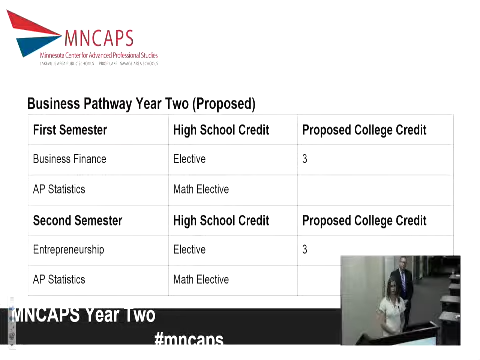 MNCAPS
Minnesota Center for Advanced Professional Studies
Business Pathway Year Two (Proposed)
First Semester High School Credit Proposed College Credit
Business Finance Elective 3
AP Statistics Math Elective
Second Semester High School Credit Proposed College Credit
Entrepreneurship Elective 3
AP Statistics Math Elective
MNCAPS Year Two
#mncaps